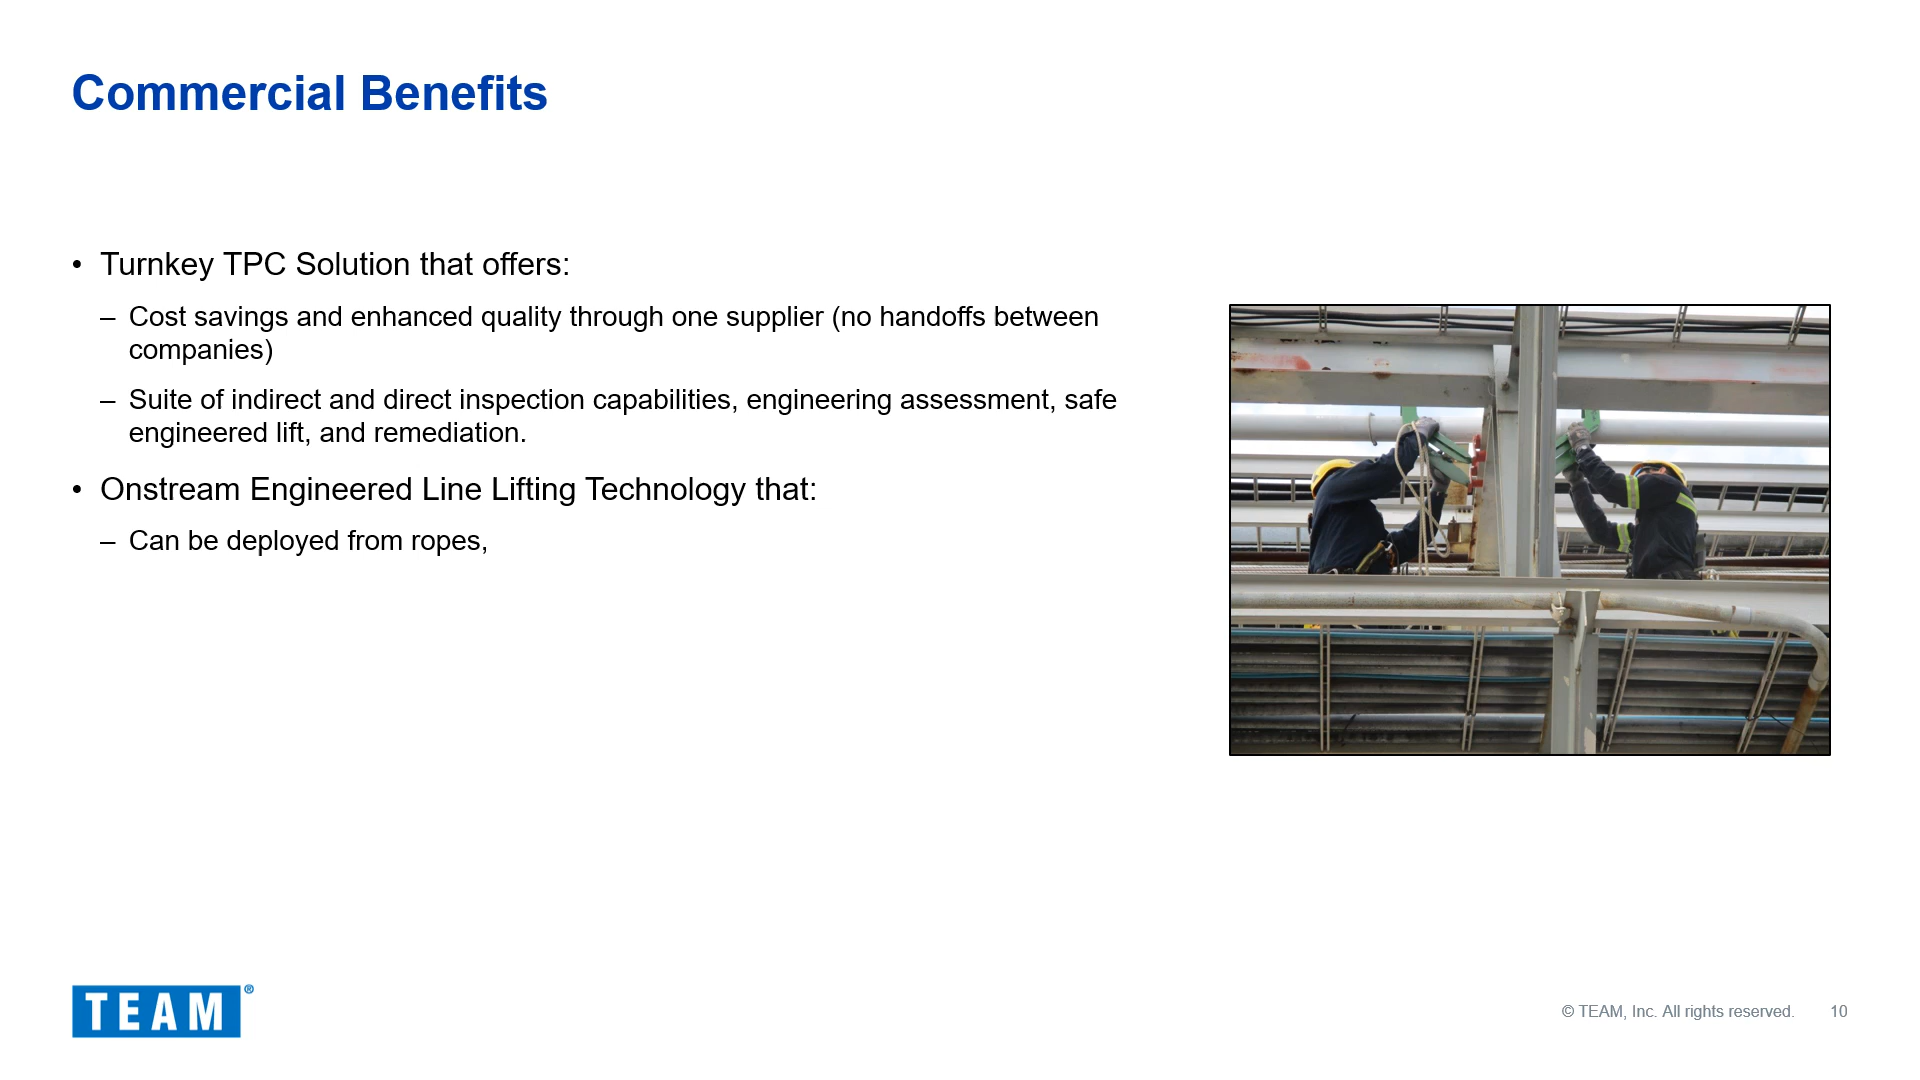 Commercial Benefits
• Turnkey TPC Solution that offers:
– Cost savings and enhanced quality through one supplier (no handoffs between
companies)
– Suite of indirect and direct inspection capabilities, engineering assessment, safe
engineered lift, and remediation.
• Onstream Engineered Line Lifting Technology that:
– Can be deployed from ropes,
TEAM®
© TEAM, Inc. All rights reserved. 10